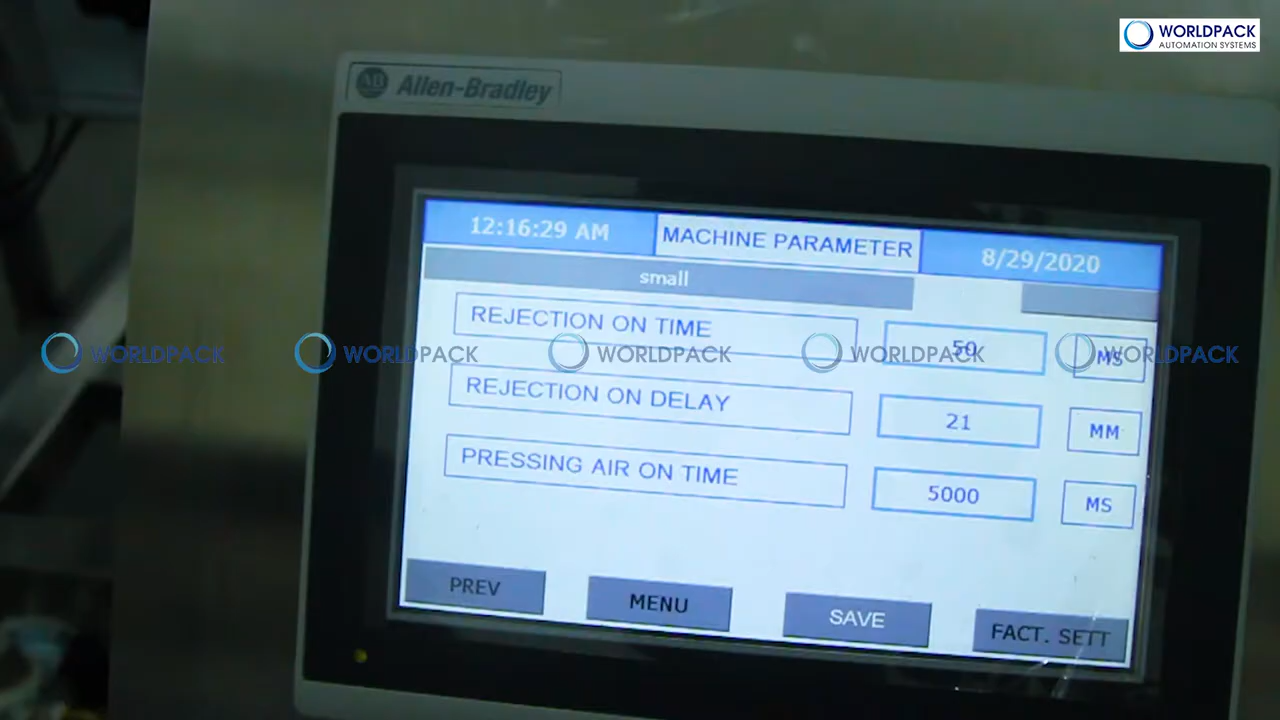 WORLDPACK
AUTOMATION SYSTEMS
Allen-Bradley
12:16:29 AM MACHINE PARAMETER 8/29/2020
small
REJECTION ON TIME 50 MS
WORLDPACK WORLDPACK WORLDPACK WORLDPACK WORLDPACK
REJECTION ON DELAY 21 MM
PRESSING AIR ON TIME 5000 MS
PREV MENU SAVE FACT. SETT